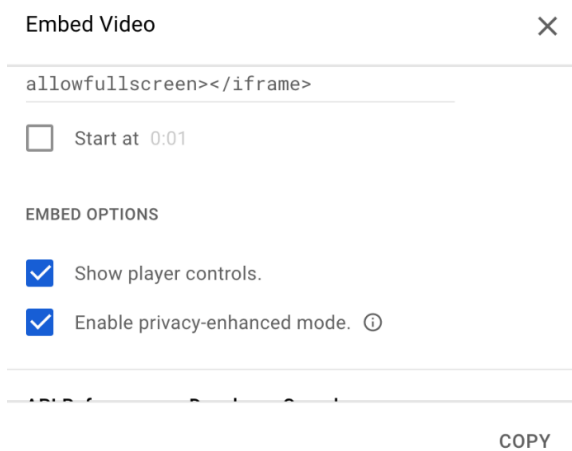 Embed Video
allowfullscreen></iframe>
Start at 0:01
EMBED OPTIONS
Show player controls.
Enable privacy-enhanced mode.
COPY